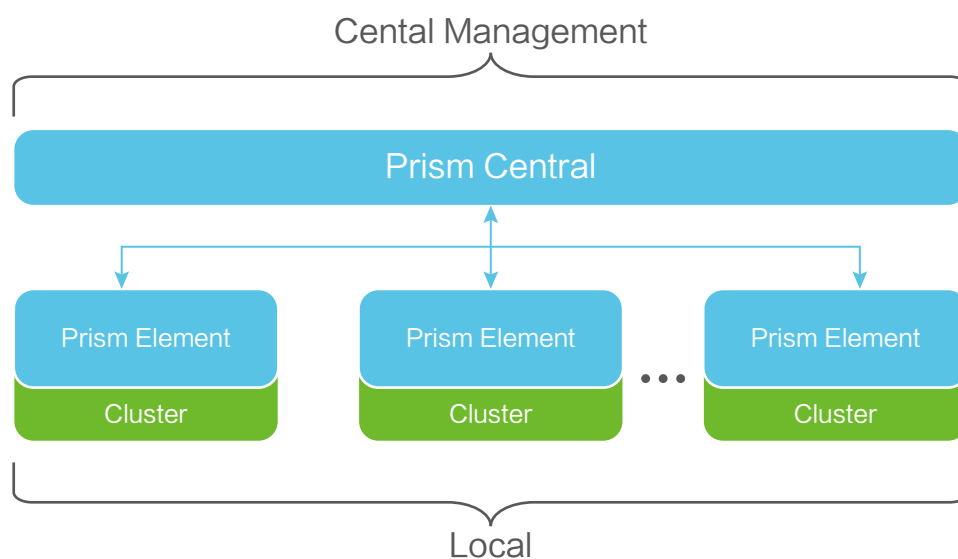 Cental Management
Prism Central
Prism Element
Prism Element
Prism Element
Cluster
Cluster
Cluster
Local